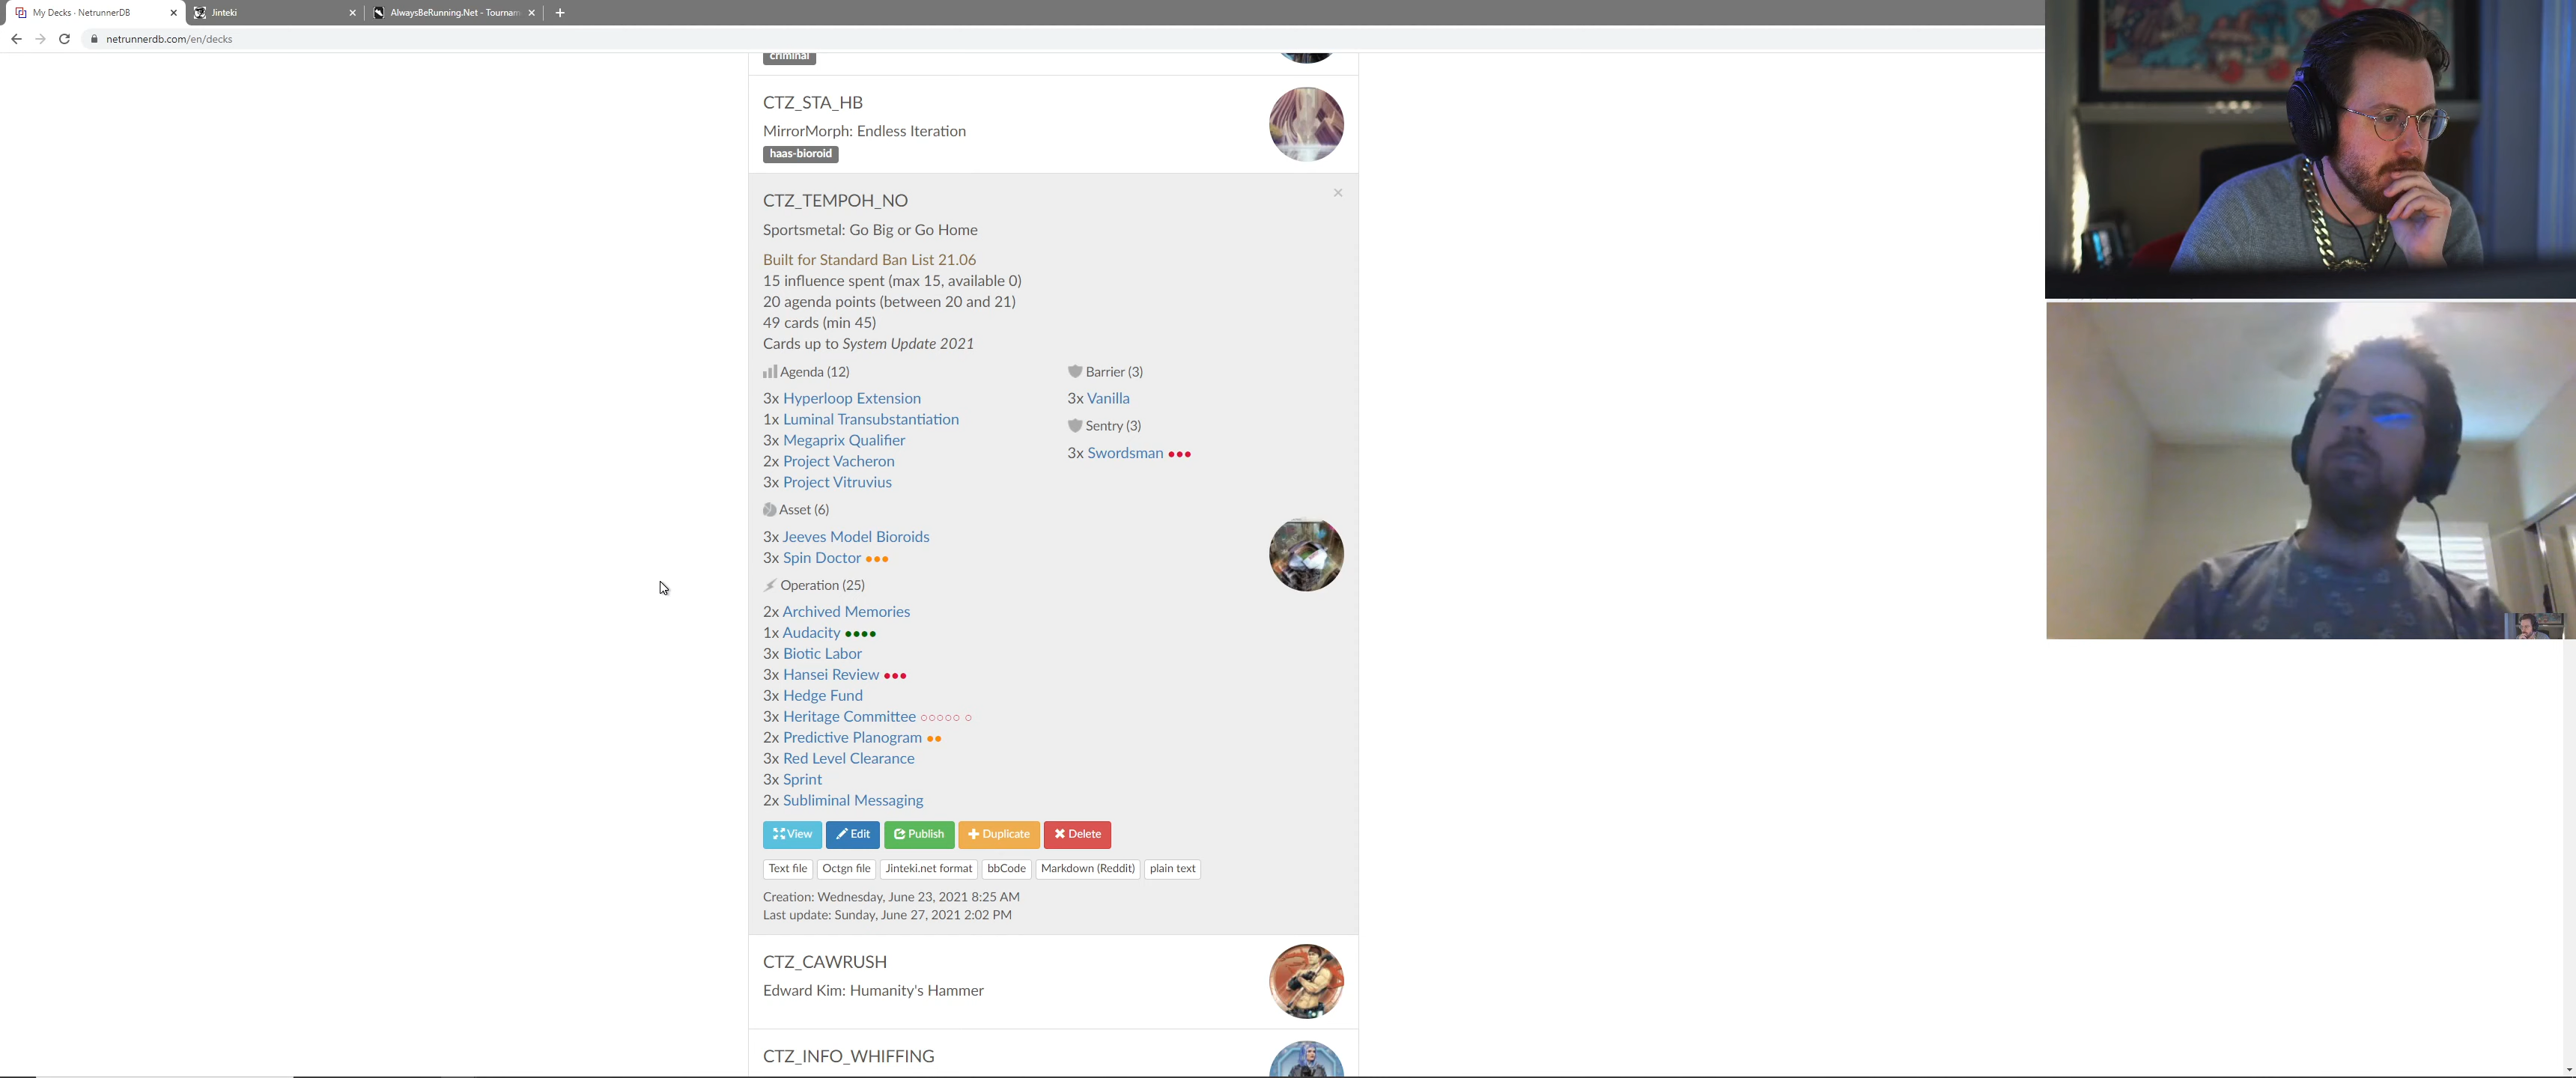 My Decks · NetrunnerDB
Jinteki
AlwaysBeRunning.Net - Tournam
netrunnerdb.com/en/decks
criminal
CTZ_STA_HB
MirrorMorph: Endless Iteration
haas-bioroid
CTZ_TEMPOH_NO
Sportsmetal: Go Big or Go Home
Built for Standard Ban List 21.06
15 influence spent (max 15, available 0)
20 agenda points (between 20 and 21)
49 cards (min 45)
Cards up to System Update 2021
Agenda (12)
3x Hyperloop Extension
1x Luminal Transubstantiation
3x Megaprix Qualifier
2x Project Vacheron
3x Project Vitruvius
Asset (6)
3x Jeeves Model Bioroids
3x Spin Doctor
Operation (25)
2x Archived Memories
1x Audacity
3x Biotic Labor
3x Hansei Review
3x Hedge Fund
3x Heritage Committee
2x Predictive Planogram
3x Red Level Clearance
3x Sprint
2x Subliminal Messaging
Barrier (3)
3x Vanilla
Sentry (3)
3x Swordsman
View Edit Publish Duplicate Delete
Text file Octgn file Jinteki.net format bbCode Markdown (Reddit) plain text
Creation: Wednesday, June 23, 2021 8:25 AM
Last update: Sunday, June 27, 2021 2:02 PM
CTZ_CAWRUSH
Edward Kim: Humanity's Hammer
CTZ_INFO_WHIFFING